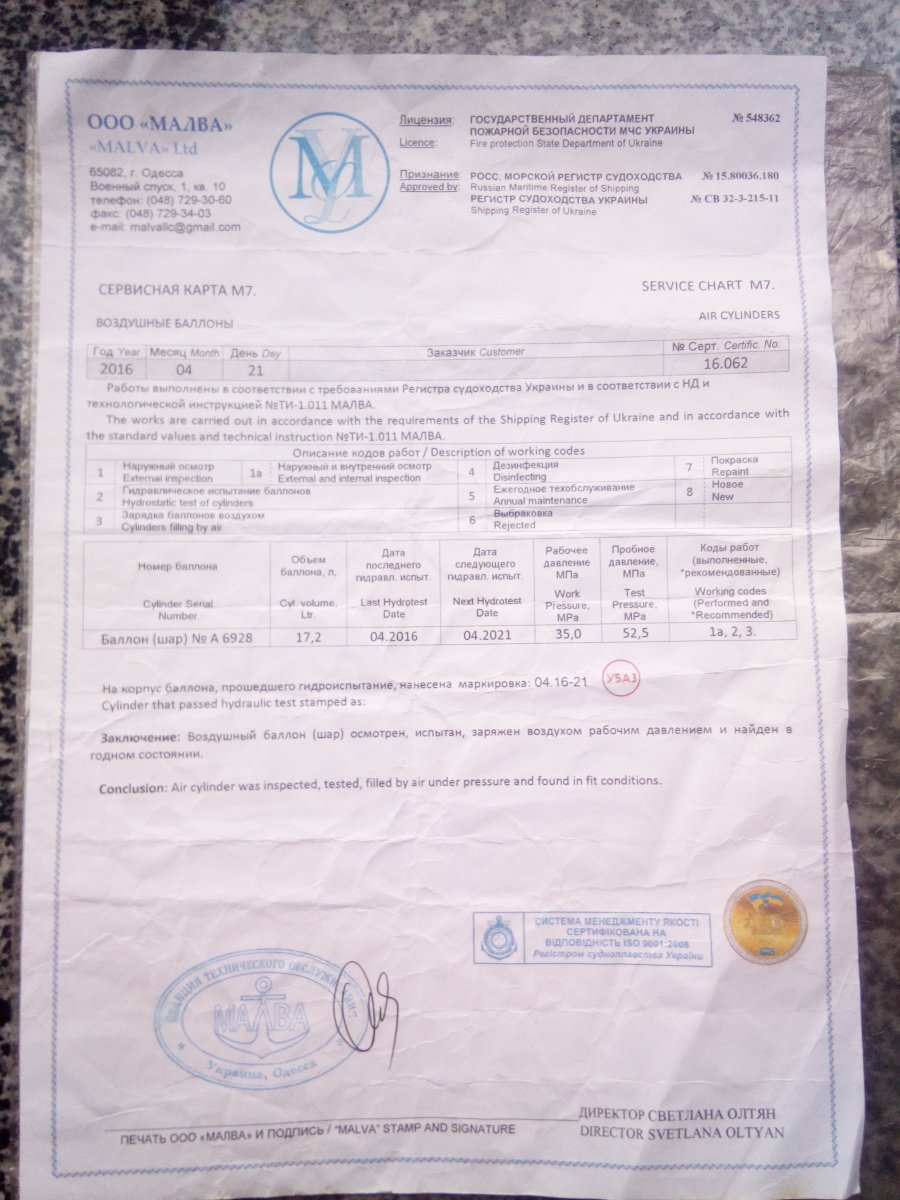 ООО «МАЛВА»
«MALVA» Ltd
65082, г. Одесса
Военный спуск, 1, кв. 10
телефон: (048) 729-30-60
факс: (048) 729-34-03
e-mail: malvallc@gmail.com
Лицензия: ГОСУДАРСТВЕННЫЙ ДЕПАРТАМЕНТ № 548362
ПОЖАРНОЙ БЕЗОПАСНОСТИ МЧС УКРАИНЫ
Licence: Fire protection State Department of Ukraine
Признание: РОСС. МОРСКОЙ РЕГИСТР СУДОХОДСТВА № 15.80036.180
Approved by: Russian Maritime Register of Shipping
РЕГИСТР СУДОХОДСТВА УКРАИНЫ № СВ 32-3-215-11
Shipping Register of Ukraine
СЕРВИСНАЯ КАРТА М7. SERVICE CHART M7.
ВОЗДУШНЫЕ БАЛЛОНЫ AIR CYLINDERS
Год Year Месяц Month День Day Заказчик Customer № Серт. Certific. No.
2016 04 21 16.062
Работы выполнены в соответствии с требованиями Регистра судоходства Украины и в соответствии с НД и
технологической инструкцией №ТИ-1.011 МАЛВА.
The works are carried out in accordance with the requirements of the Shipping Register of Ukraine and in accordance with
the standard values and technical instruction №ТИ-1.011 МАЛВА.
Описание кодов работ / Description of working codes
1 Наружный осмотр
External inspection
1а Наружный и внутренний осмотр
External and internal inspection
4 Дезинфекция
Disinfecting
7 Покраска
Repaint
2 Гидравлическое испытание баллонов
Hydrostatic test of cylinders
5 Ежегодное техобслуживание
Annual maintenance
8 Новое
New
3 Зарядка баллонов воздухом
Cylinders filling by air
6 Выбраковка
Rejected
Номер баллона
Cylinder Serial
Number
Объем
баллона, л.
Cyl. volume,
Ltr.
Дата
последнего
гидравл. испыт.
Last Hydrotest
Date
Дата
следующего
гидравл. испыт.
Next Hydrotest
Date
Рабочее
давление
МПа
Work
Pressure,
MPa
Пробное
давление,
МПа
Test
Pressure,
MPa
Коды работ
(выполненные,
*рекомендованные)
Working codes
(Performed and
*Recommended)
Баллон (шар) № А 6928 17,2 04.2016 04.2021 35,0 52,5 1а, 2, 3.
На корпус баллона, прошедшего гидроиспытание, нанесена маркировка: 04.16-21 У5АЗ
Cylinder that passed hydraulic test stamped as:
Заключение: Воздушный баллон (шар) осмотрен, испытан, заряжен воздухом рабочим давлением и найден в
годном состоянии.
Conclusion: Air cylinder was inspected, tested, filled by air under pressure and found in fit conditions.
СИСТЕМА МЕНЕДЖМЕНТУ ЯКОСТІ
СЕРТИФІКОВАНА НА
ВІДПОВІДНІСТЬ ISO 9001:2008
Регістром судноплавства України
СТАНЦИЯ ТЕХНИЧЕСКОГО ОБСЛУЖИВАНИЯ
МАЛВА
Украина, Одесса
ПЕЧАТЬ ООО «МАЛВА» И ПОДПИСЬ / "MALVA" STAMP AND SIGNATURE
ДИРЕКТОР СВЕТЛАНА ОЛТЯН
DIRECTOR SVETLANA OLTYAN